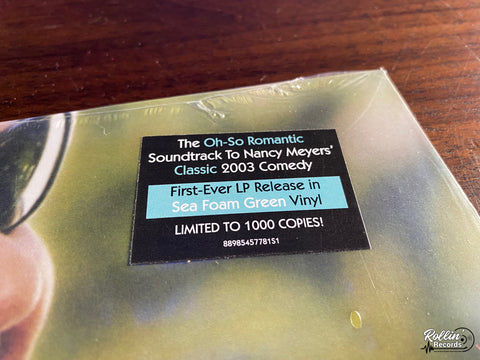 The Oh-So Romantic
Soundtrack To Nancy Meyers'
Classic 2003 Comedy
First-Ever LP Release in
Sea Foam Green Vinyl
LIMITED TO 1000 COPIES!
88985457781S1
Rollin'
Records